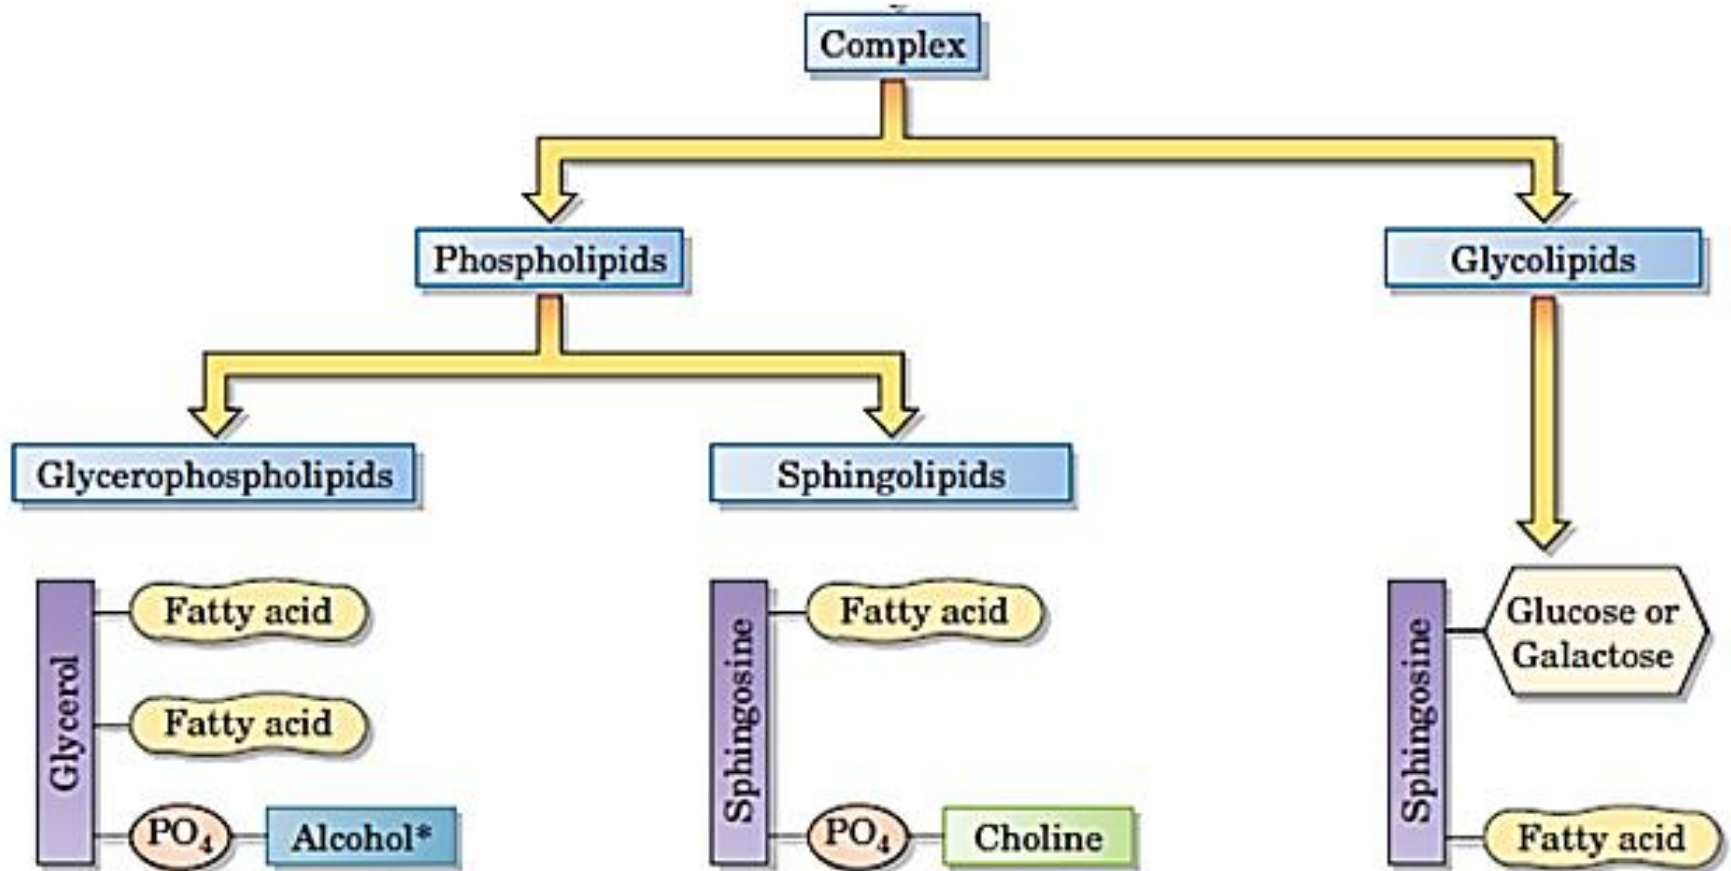 Complex
Phospholipids
Glycolipids
Glycerophospholipids
Sphingolipids
Glycerol
Fatty acid
Fatty acid
PO4
Alcohol*
Sphingosine
Fatty acid
PO4
Choline
Sphingosine
Glucose or
Galactose
Fatty acid